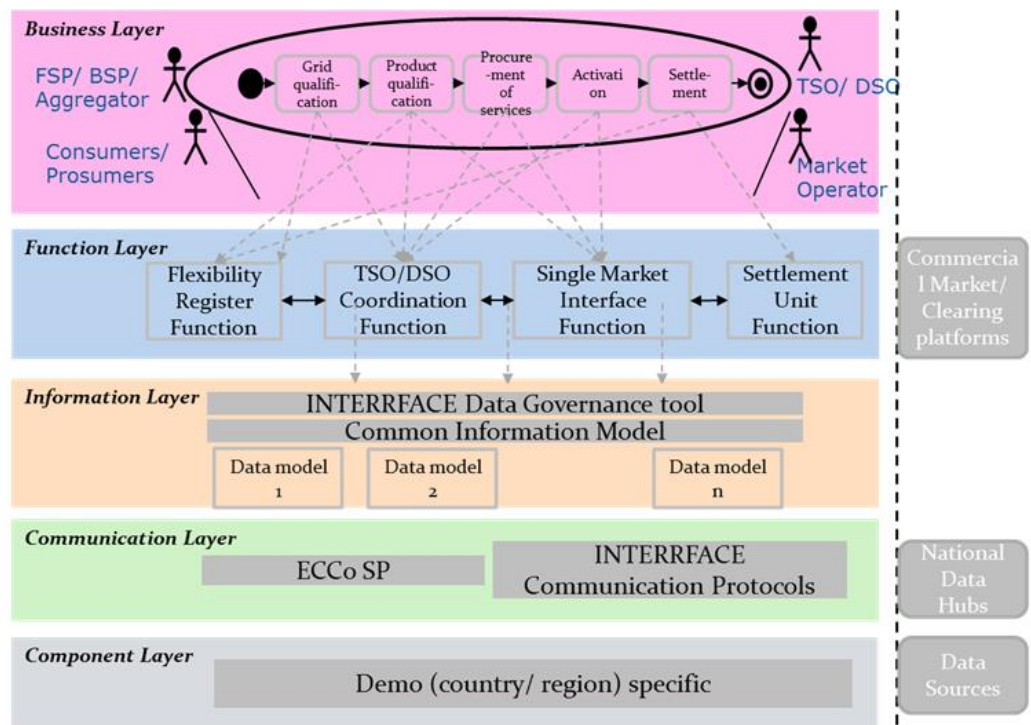 Business Layer
FSP/ BSP/
Aggregator
Consumers/
Prosumers
Grid
qualifi-
cation
Product
qualifi-
cation
Procure
-ment
of
services
Activati
on
Settle-
ment
TSO/ DSO
Market
Operator
Function Layer
Flexibility
Register
Function
TSO/DSO
Coordination
Function
Single Market
Interface
Function
Settlement
Unit
Function
Commercia
l Market/
Clearing
platforms
Information Layer
INTERRFACE Data Governance tool
Common Information Model
Data model
1
Data model
2
Data model
n
Communication Layer
ECCo SP
INTERRFACE
Communication Protocols
National
Data
Hubs
Component Layer
Demo (country/ region) specific
Data
Sources